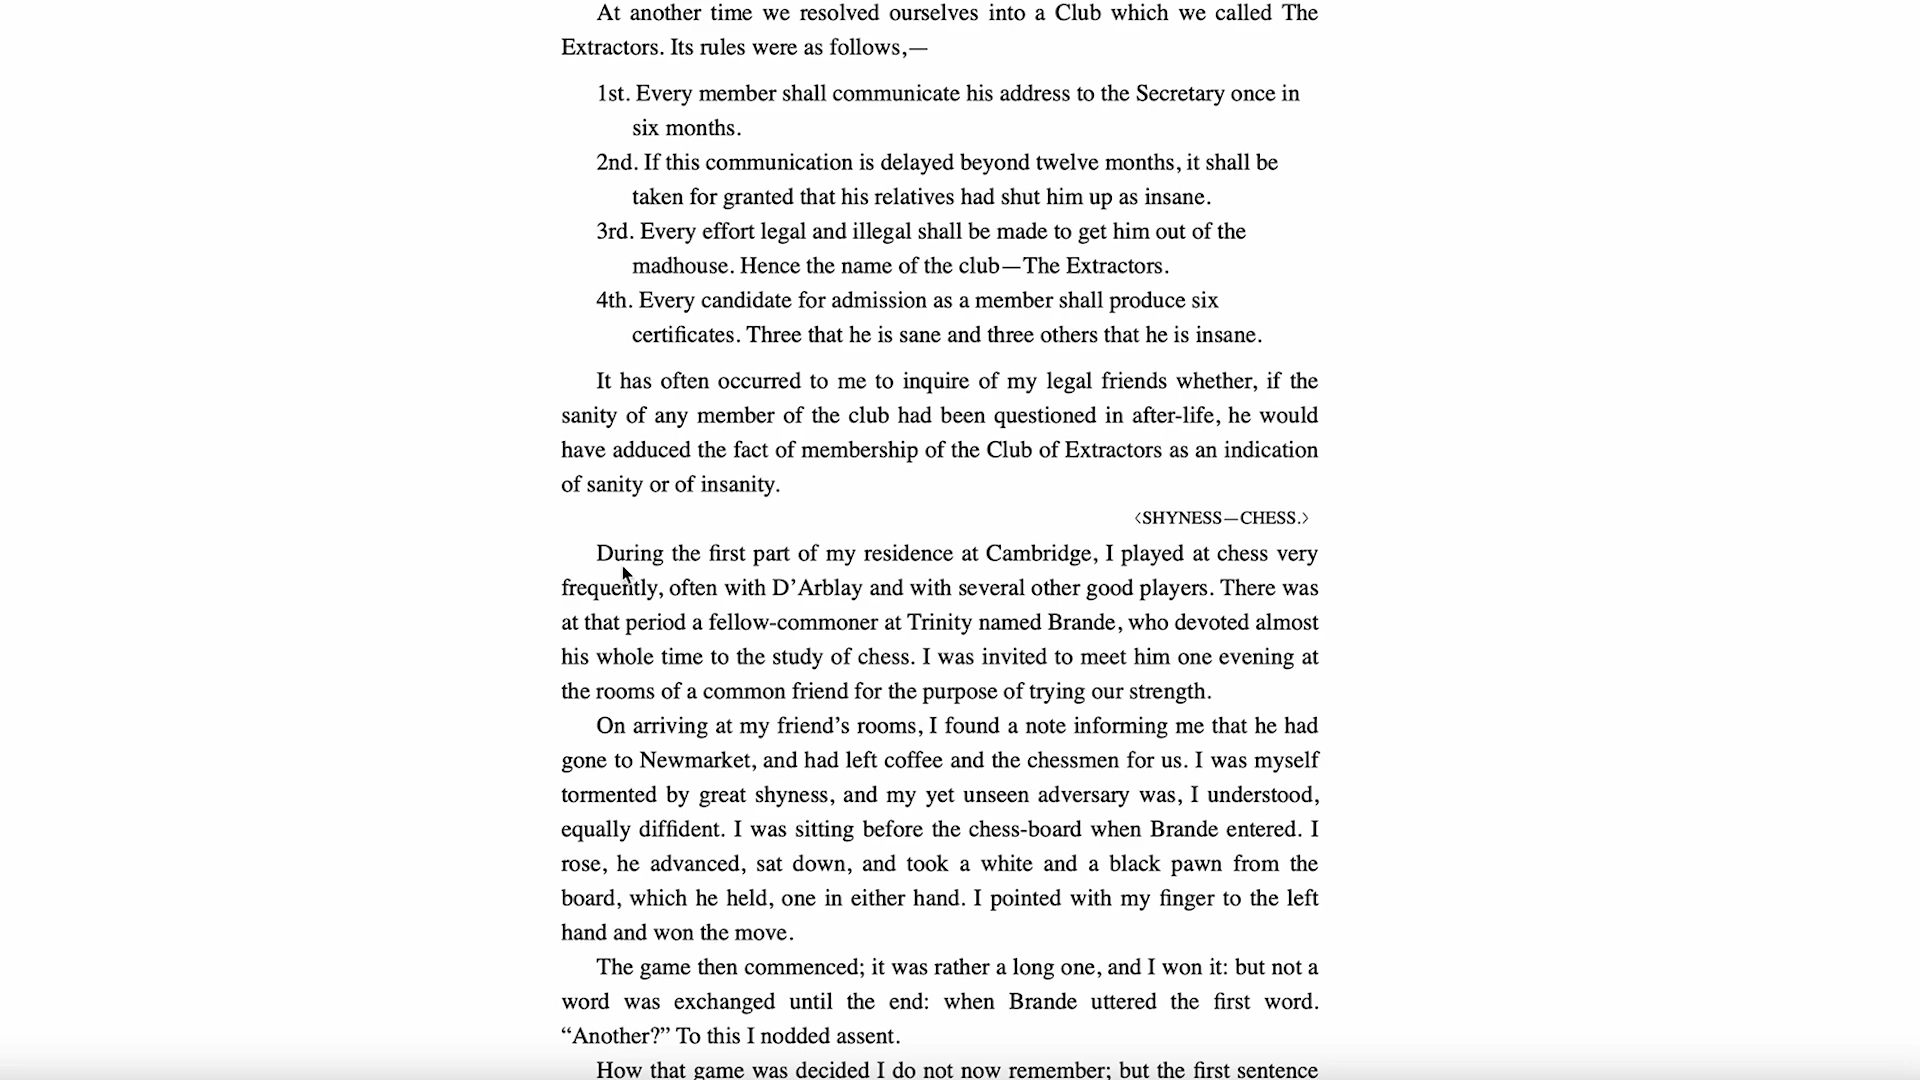 At another time we resolved ourselves into a Club which we called The
Extractors. Its rules were as follows,—
1st. Every member shall communicate his address to the Secretary once in
six months.
2nd. If this communication is delayed beyond twelve months, it shall be
taken for granted that his relatives had shut him up as insane.
3rd. Every effort legal and illegal shall be made to get him out of the
madhouse. Hence the name of the club—The Extractors.
4th. Every candidate for admission as a member shall produce six
certificates. Three that he is sane and three others that he is insane.
It has often occurred to me to inquire of my legal friends whether, if the
sanity of any member of the club had been questioned in after-life, he would
have adduced the fact of membership of the Club of Extractors as an indication
of sanity or of insanity.
〈SHYNESS—CHESS.〉
During the first part of my residence at Cambridge, I played at chess very
frequently, often with D’Arblay and with several other good players. There was
at that period a fellow-commoner at Trinity named Brande, who devoted almost
his whole time to the study of chess. I was invited to meet him one evening at
the rooms of a common friend for the purpose of trying our strength.
On arriving at my friend’s rooms, I found a note informing me that he had
gone to Newmarket, and had left coffee and the chessmen for us. I was myself
tormented by great shyness, and my yet unseen adversary was, I understood,
equally diffident. I was sitting before the chess-board when Brande entered. I
rose, he advanced, sat down, and took a white and a black pawn from the
board, which he held, one in either hand. I pointed with my finger to the left
hand and won the move.
The game then commenced; it was rather a long one, and I won it: but not a
word was exchanged until the end: when Brande uttered the first word.
“Another?” To this I nodded assent.
How that game was decided I do not now remember; but the first sentence